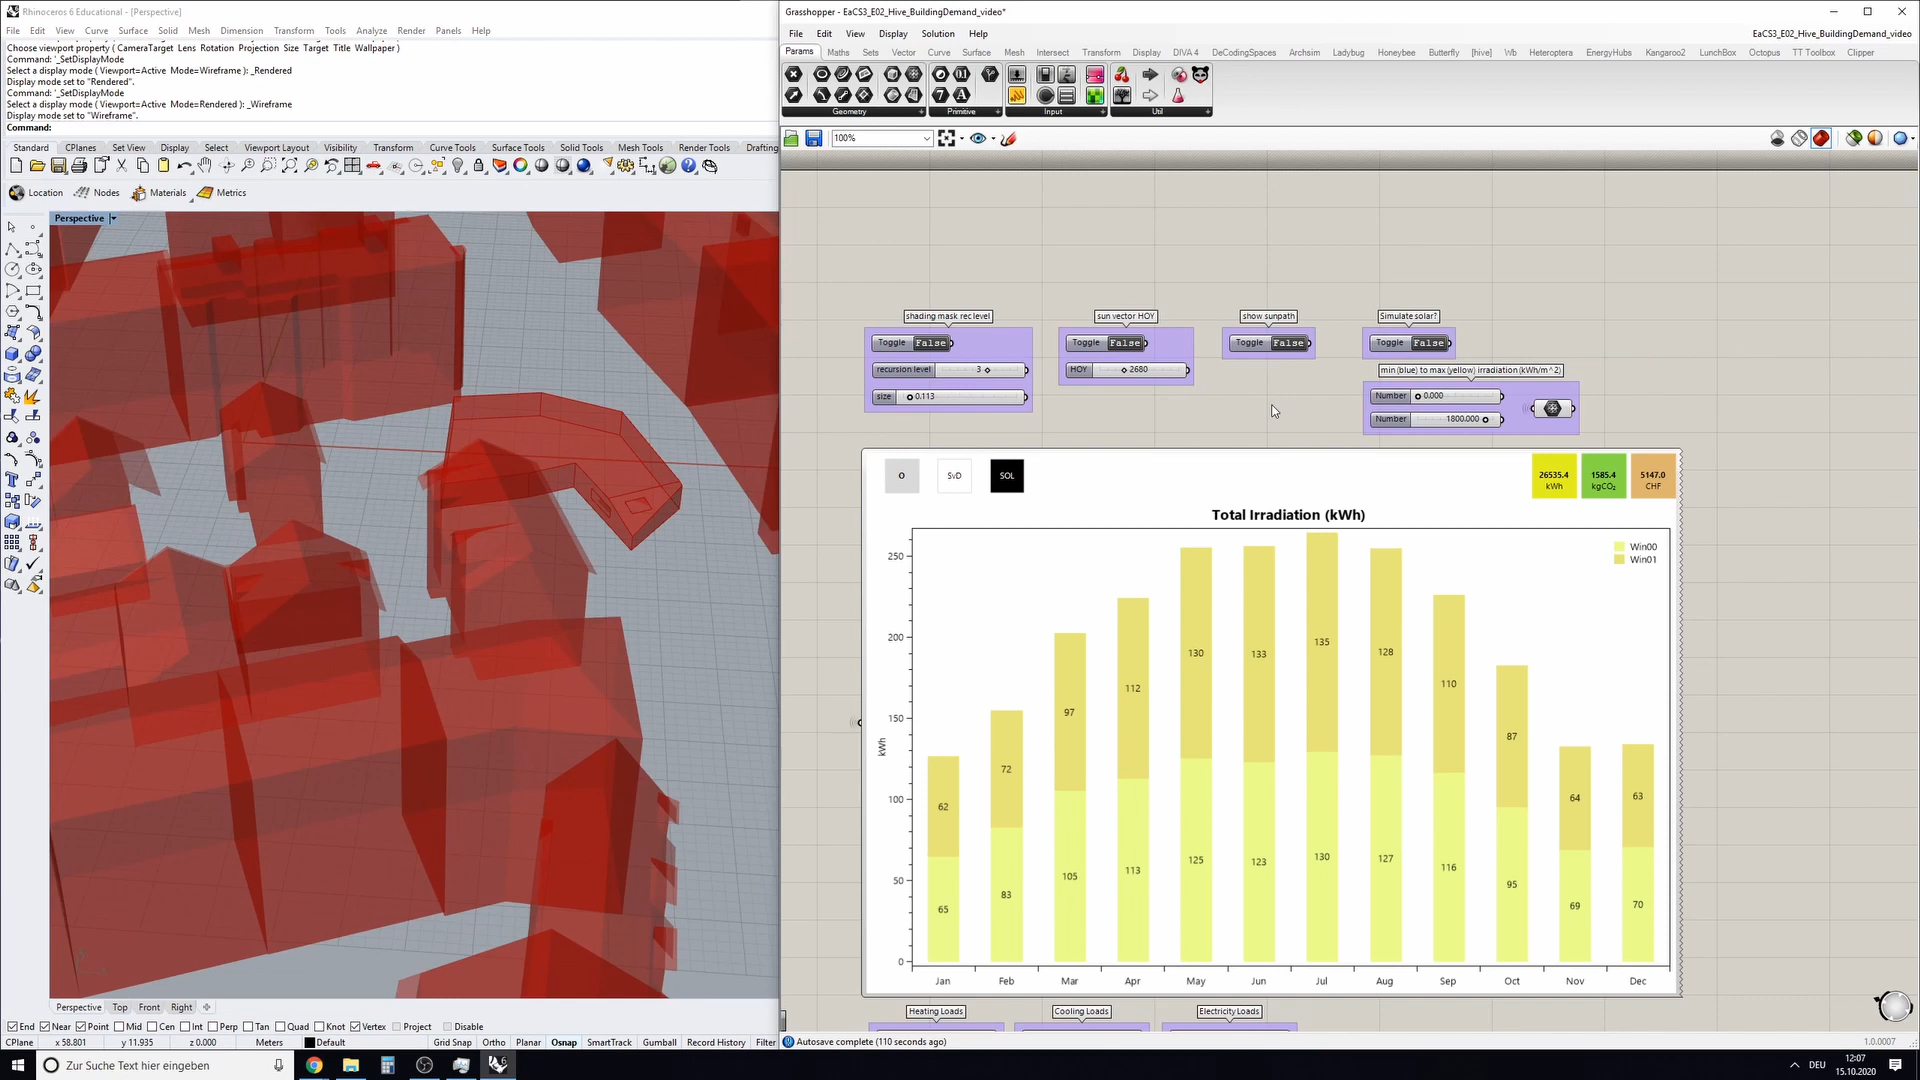 Rhinoceros 6 Educational - [Perspective]
File Edit View Curve Surface Solid Mesh Dimension Transform Tools Analyze Render Panels Help
Choose viewport property ( CameraTarget Lens Rotation Projection Size Target Title Wallpaper )
Command: '_SetDisplayMode
Select a display mode ( Viewport=Active Mode=Wireframe ): _Rendered
Display mode set to "Rendered".
Command: '_SetDisplayMode
Select a display mode ( Viewport=Active Mode=Rendered ): _Wireframe
Display mode set to "Wireframe".
Command:
Standard CPlanes Set View Display Select Viewport Layout Visibility Transform Curve Tools Surface Tools Solid Tools Mesh Tools Render Tools Drafting
Location Nodes Materials Metrics
Perspective
Perspective Top Front Right
End Near Point Mid Cen Int Perp Tan Quad Knot Vertex Project Disable
CPlane x 58.801 y 11.935 z 0.000 Meters Default Grid Snap Ortho Planar Osnap SmartTrack Gumball Record History Filter
Grasshopper - EaCS3_E02_Hive_BuildingDemand_video*
File Edit View Display Solution Help
EaCS3_E02_Hive_BuildingDemand_video
Params Maths Sets Vector Curve Surface Mesh Intersect Transform Display DIVA 4 DeCodingSpaces Archsim Ladybug Honeybee Butterfly [hive] Wb Heteroptera EnergyHubs Kangaroo2 LunchBox Octopus TT Toolbox Clipper
Geometry Primitive Input Util
100%
shading mask rec level
Toggle False
recursion level 3
size 0.113
sun vector HOY
Toggle False
HOY 2680
show sunpath
Toggle False
Simulate solar?
Toggle False
min (blue) to max (yellow) irradiation (kWh/m^2)
Number 0.000
Number 1800.000
O SvD SOL
26535.4 kWh
1585.4 kgCO₂
5147.0 CHF
Total Irradiation (kWh)
Win00
Win01
kWh
250
200
150
100
50
0
62 72 97 112 130 133 135 128 110 87 64 63
65 83 105 113 125 123 130 127 116 95 69 70
Jan Feb Mar Apr May Jun Jul Aug Sep Oct Nov Dec
Heating Loads Cooling Loads Electricity Loads
Autosave complete (110 seconds ago)
1.0.0007
Zur Suche Text hier eingeben
DEU
12:07
15.10.2020